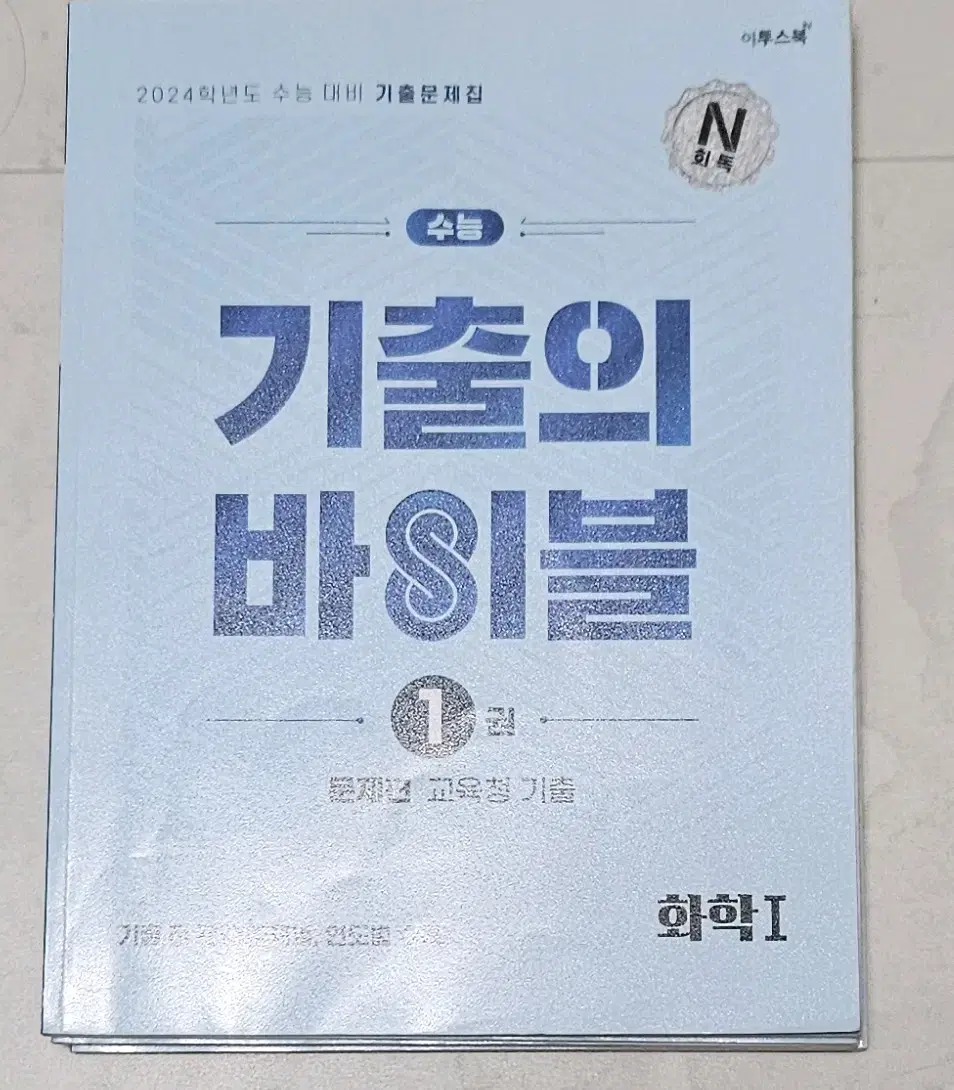 이투스북
2024학년도 수능 대비 기출문제집
N
회독
수능
기출의
바이블
1권
문제편 교육청 기출
기출
화학 I